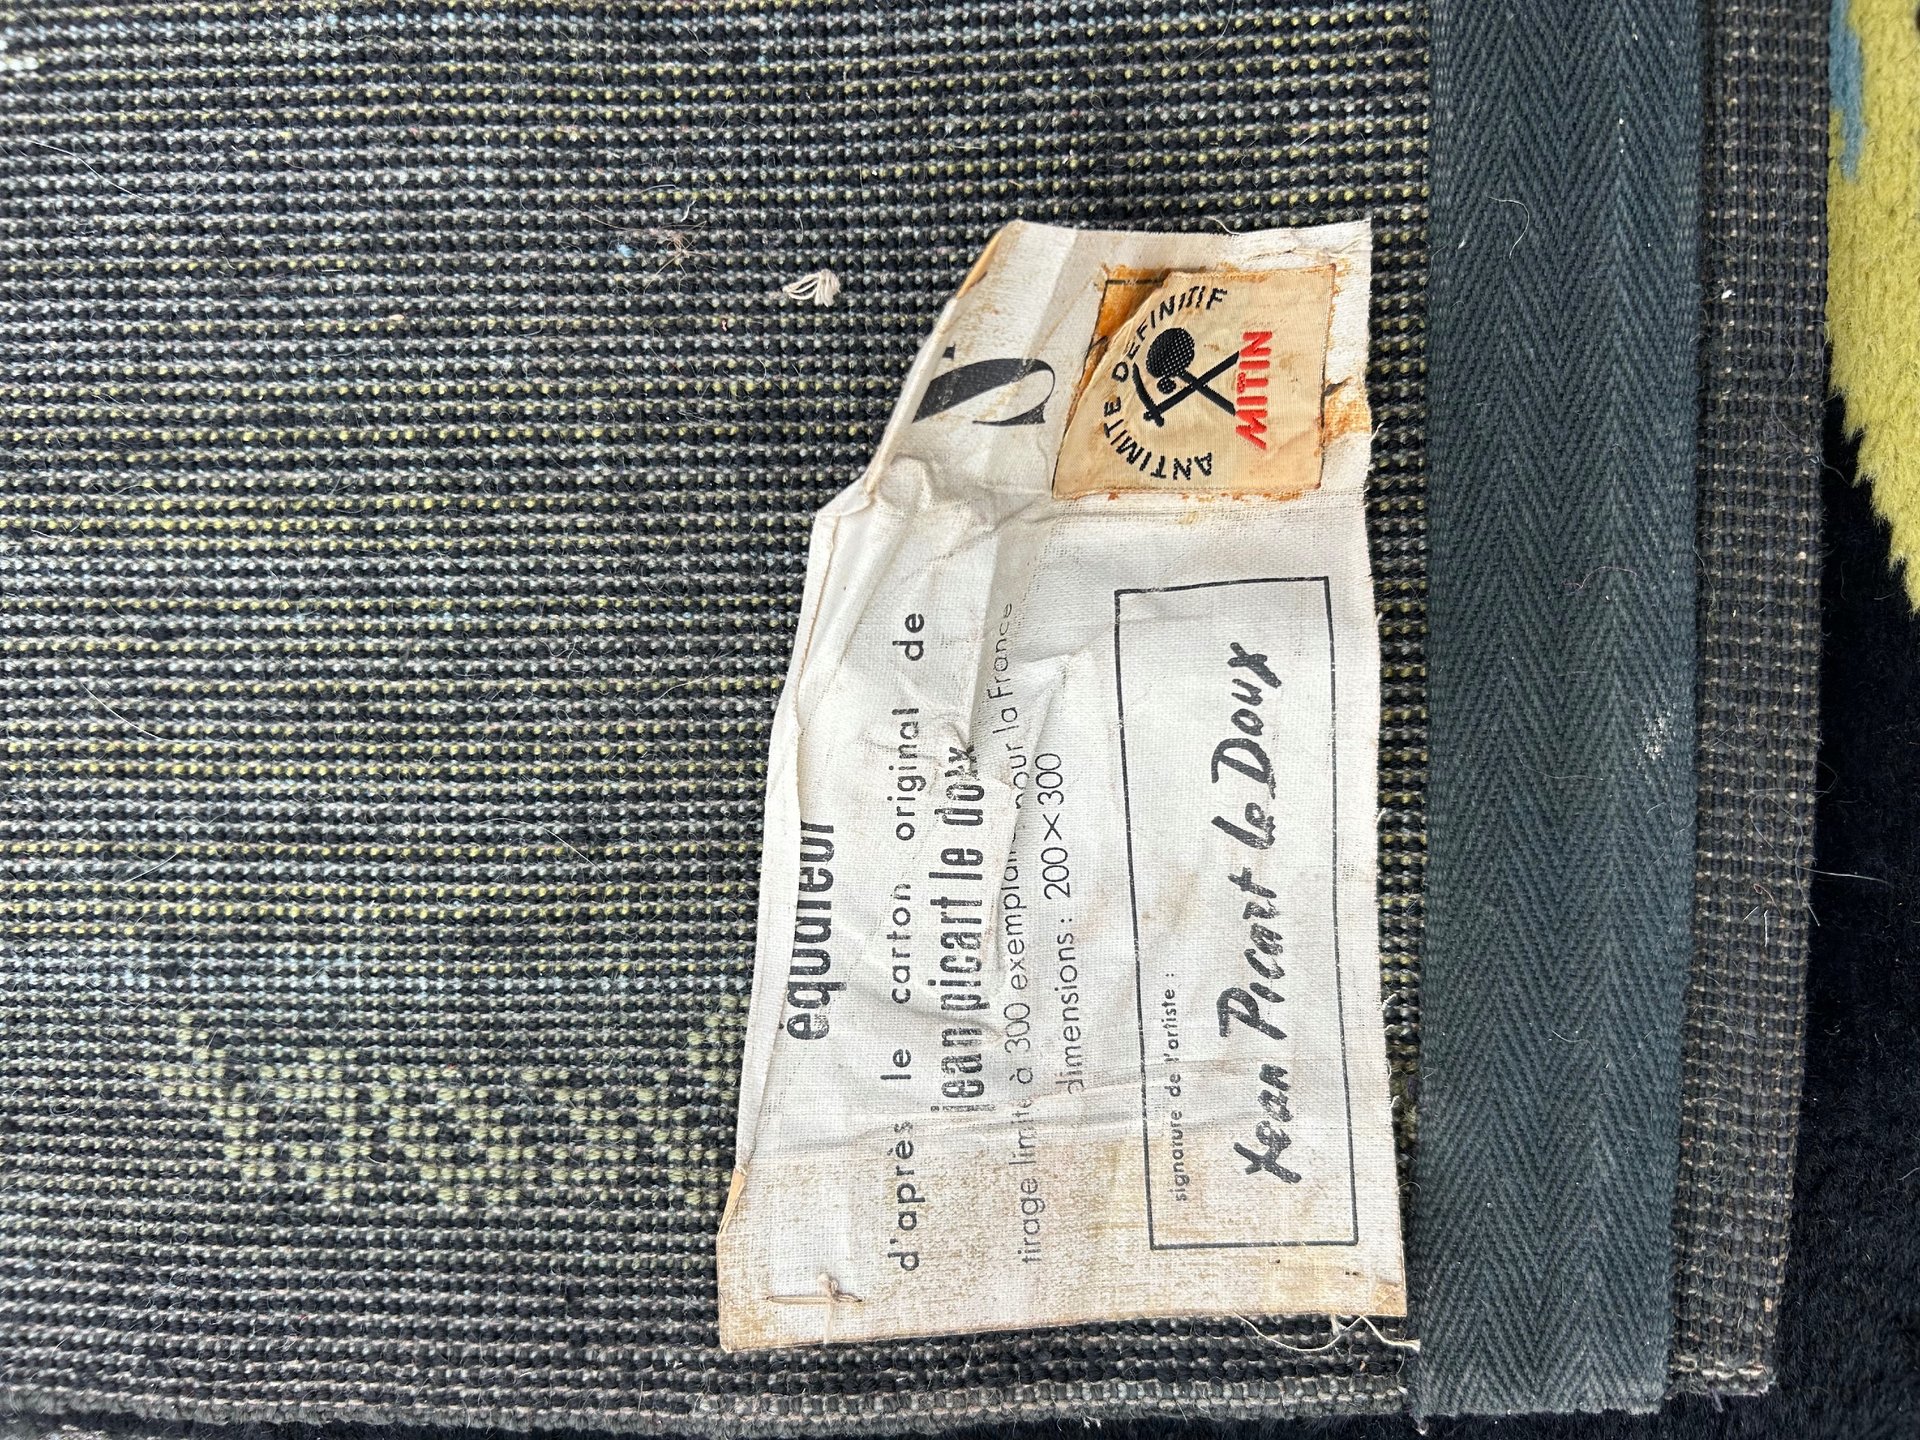 équateur
d'après le carton original de
jean picart le doux
tirage limité à 300 exemplaires pour la France
dimensions : 200×300
signature de l'artiste :
Jean Picart Le Doux
ANTIMITE DEFINITIF
MITIN